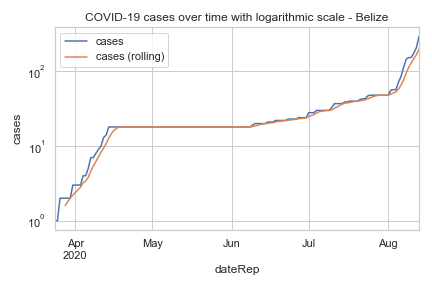 COVID-19 cases over time with logarithmic scale - Belize
cases
cases (rolling)
10²
10¹
10⁰
cases
Apr
2020
May
Jun
Jul
Aug
dateRep